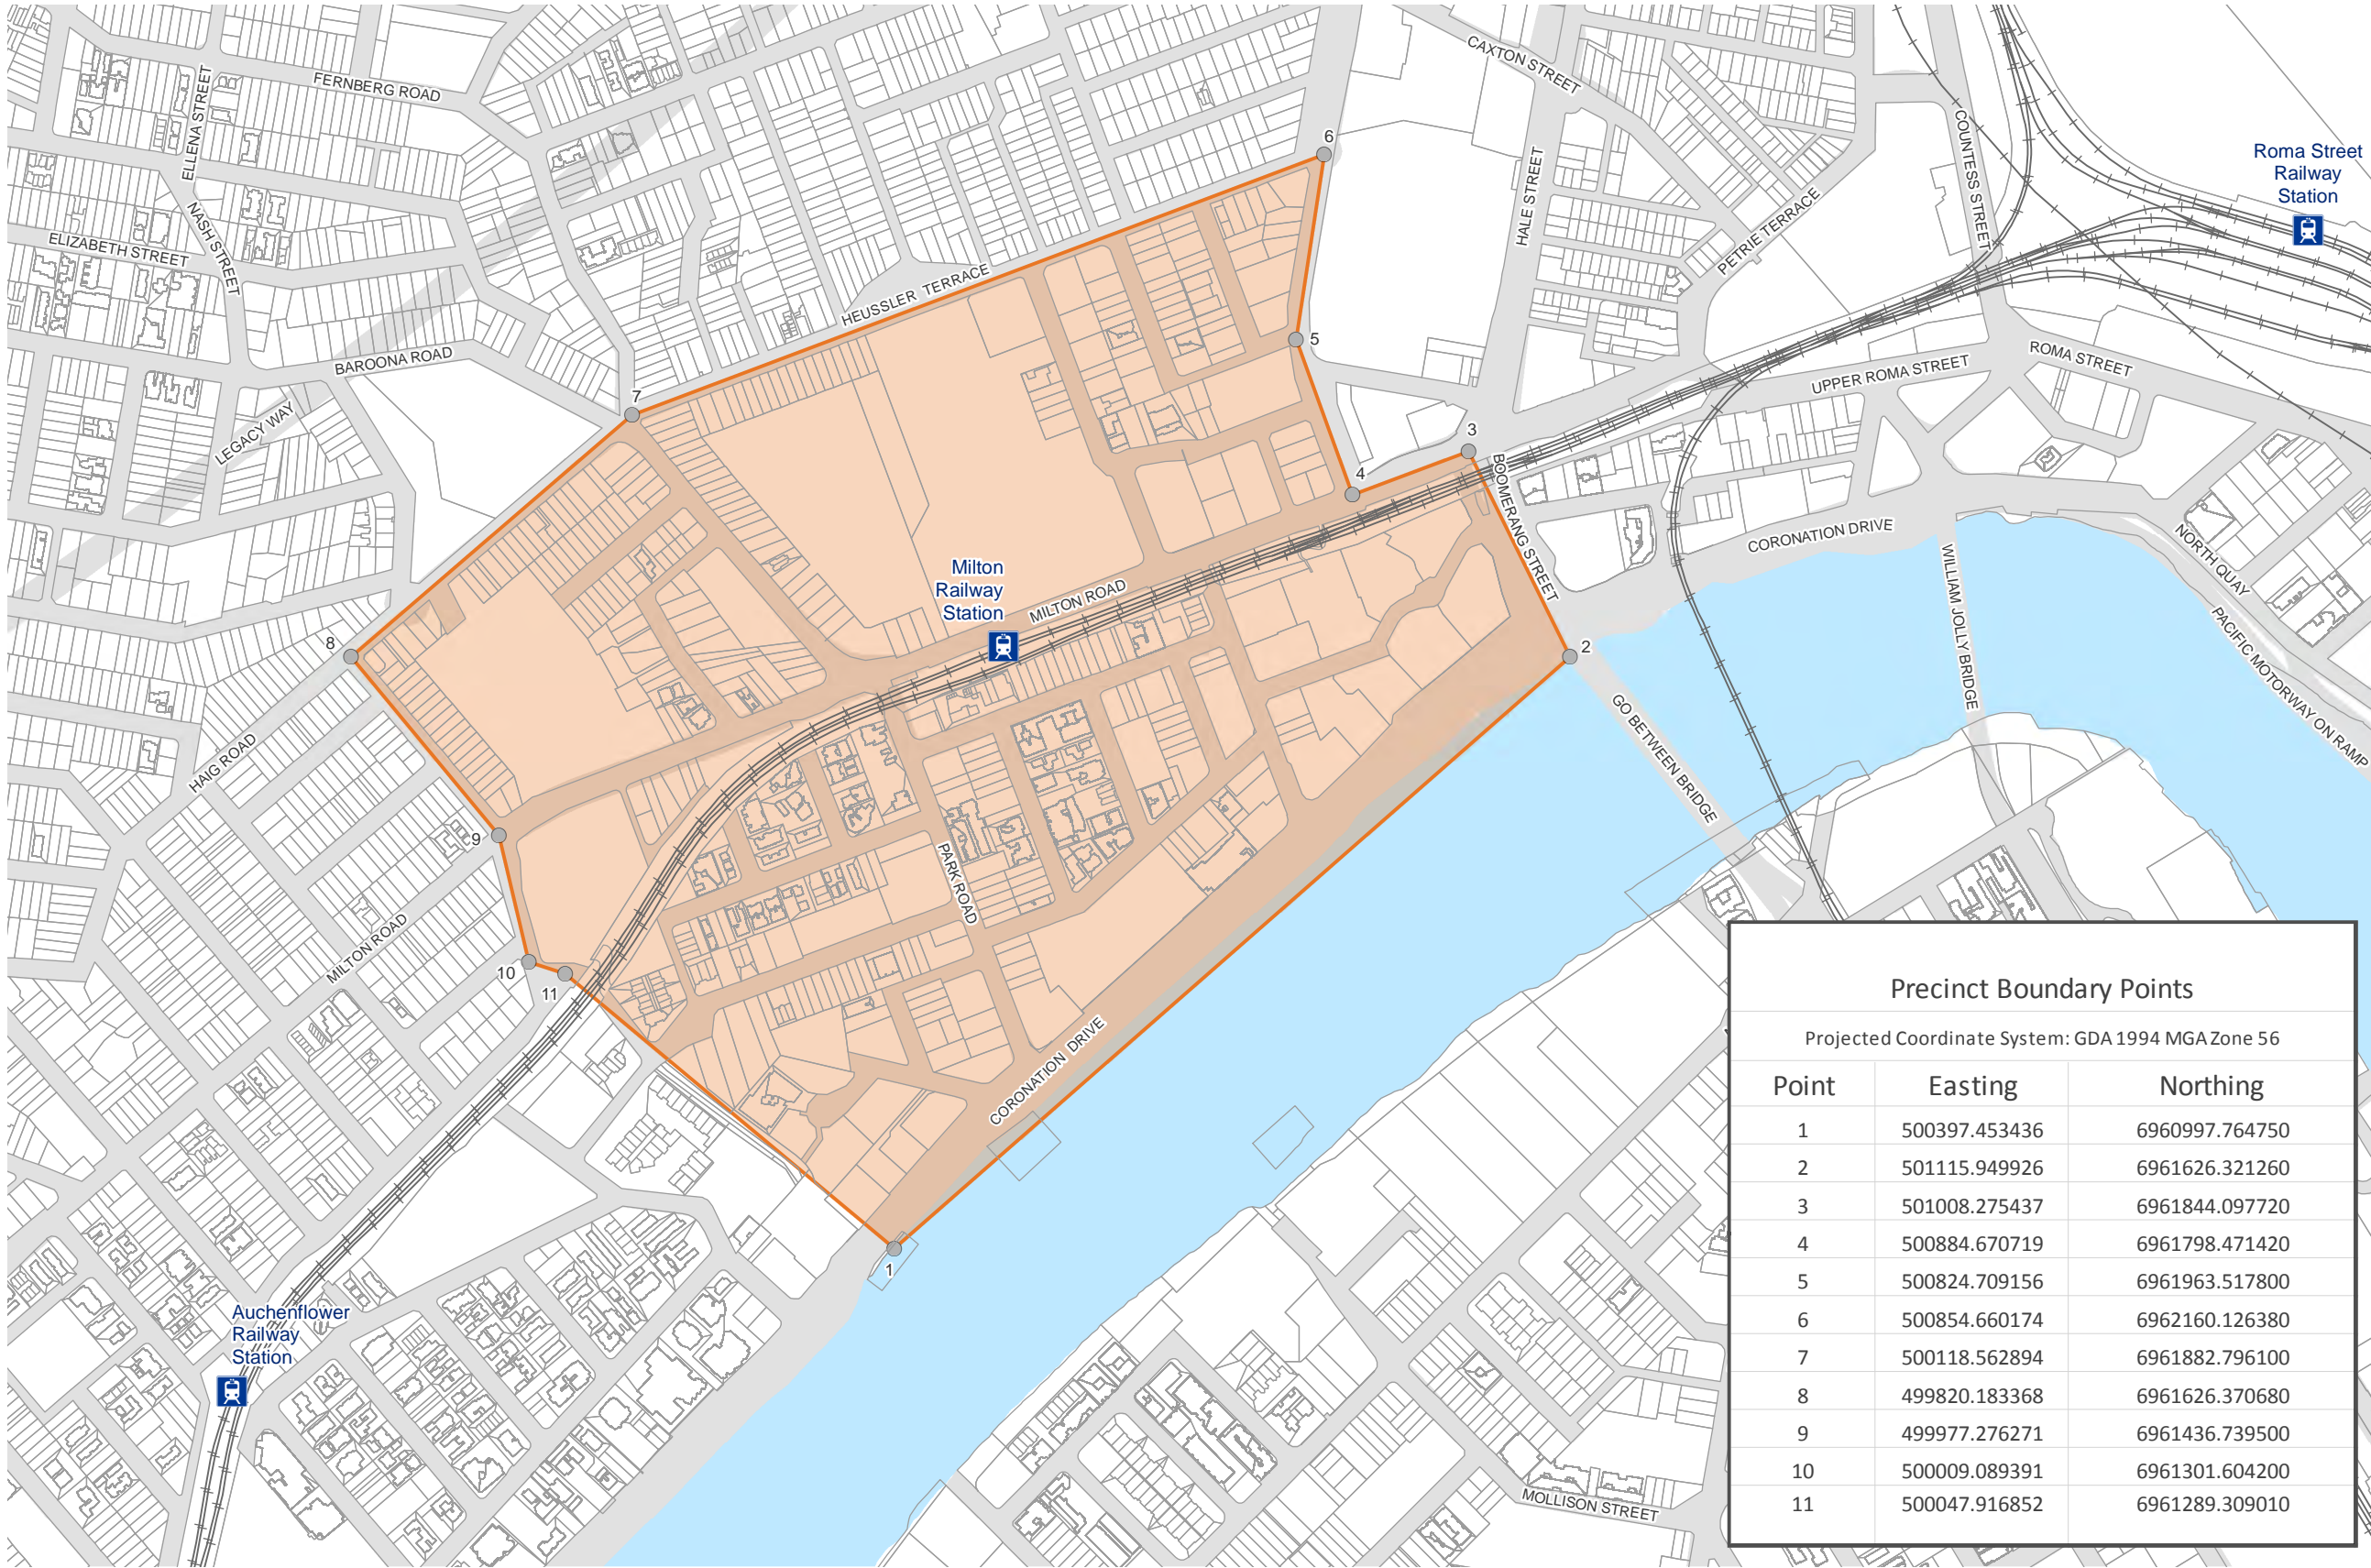 FERNBERG ROAD
ELLENA STREET
NASH STREET
ELIZABETH STREET
BAROONA ROAD
LEGACY WAY
HEUSSLER TERRACE
CAXTON STREET
HALE STREET
PETRIE TERRACE
COUNTESS STREET
Roma Street
Railway
Station
UPPER ROMA STREET
ROMA STREET
6
5
7
3
4
BOOMERANG STREET
CORONATION DRIVE
WILLIAM JOLLY BRIDGE
NORTH QUAY
PACIFIC MOTORWAY ON RAMP
Milton
Railway
Station
MILTON ROAD
8
2
GO BETWEEN BRIDGE
HAIG ROAD
9
PARK ROAD
MILTON ROAD
10
11
CORONATION DRIVE
1
Auchenflower
Railway
Station
MOLLISON STREET
Precinct Boundary Points
Projected Coordinate System: GDA 1994 MGA Zone 56
Point Easting Northing
1 500397.453436 6960997.764750
2 501115.949926 6961626.321260
3 501008.275437 6961844.097720
4 500884.670719 6961798.471420
5 500824.709156 6961963.517800
6 500854.660174 6962160.126380
7 500118.562894 6961882.796100
8 499820.183368 6961626.370680
9 499977.276271 6961436.739500
10 500009.089391 6961301.604200
11 500047.916852 6961289.309010